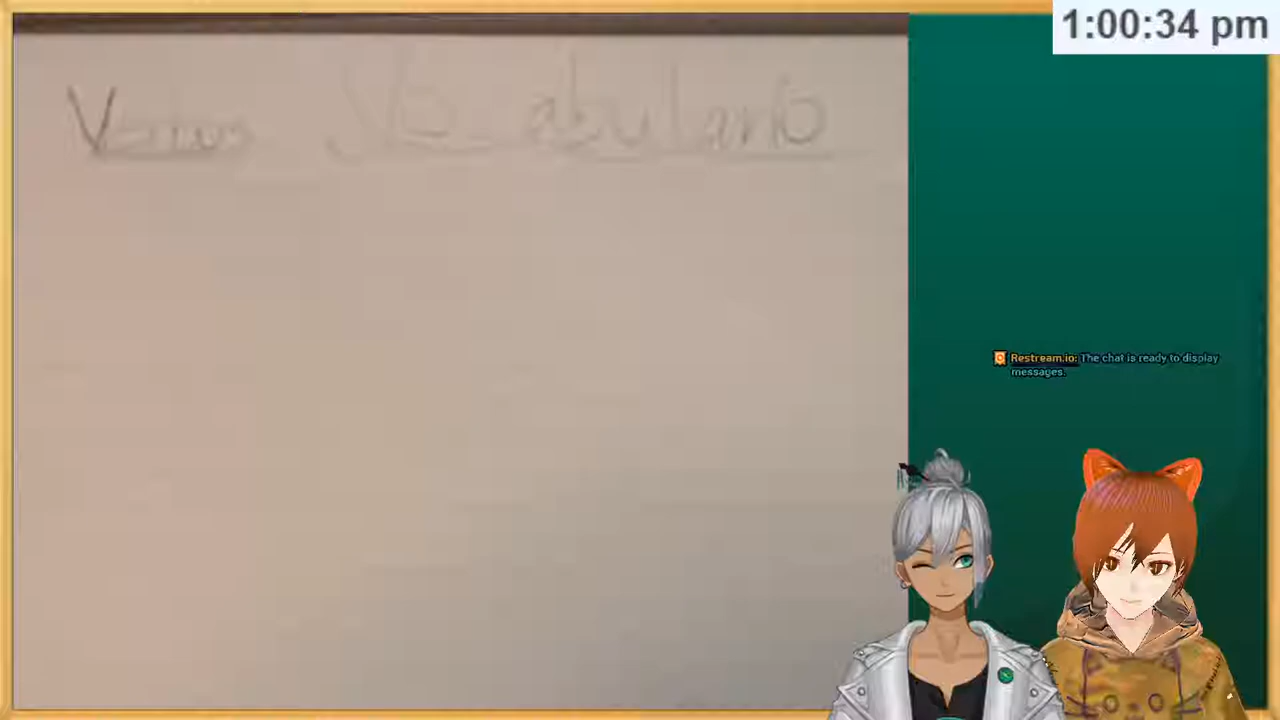 1:00:34 pm
Vocabulario
Restream.io: The chat is ready to display
messages.